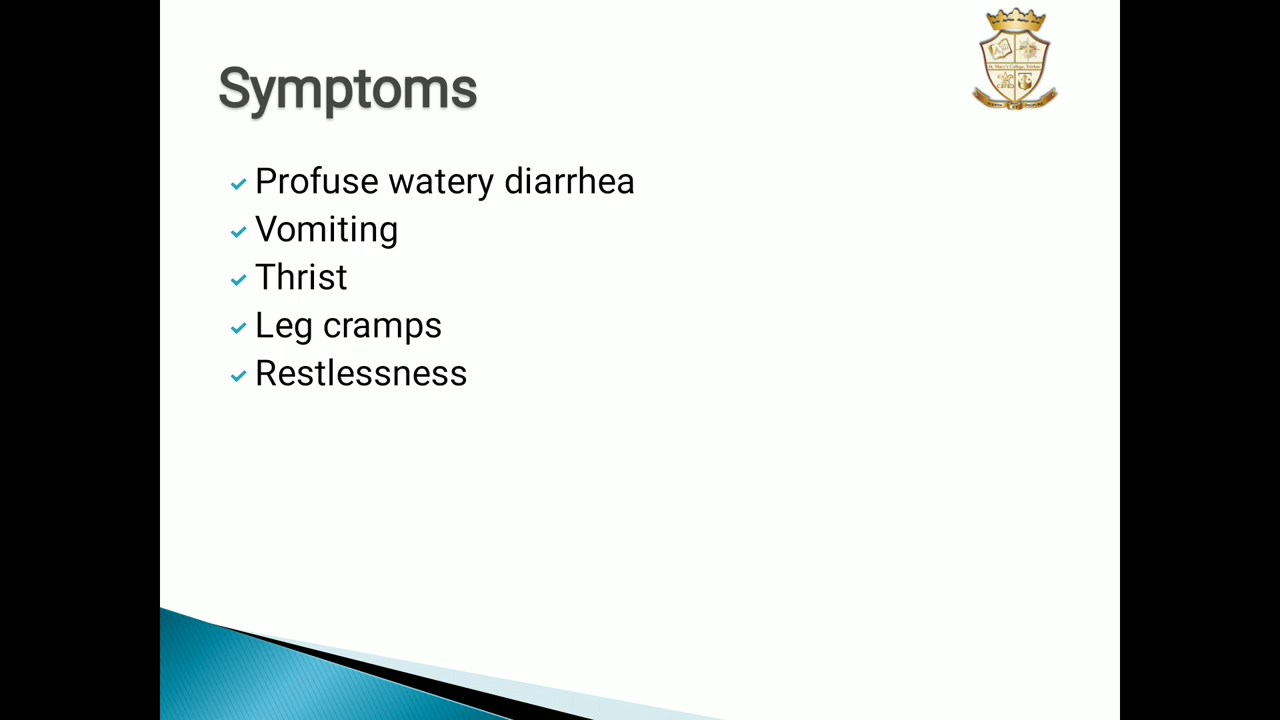 Symptoms
Profuse watery diarrhea
Vomiting
Thrist
Leg cramps
Restlessness